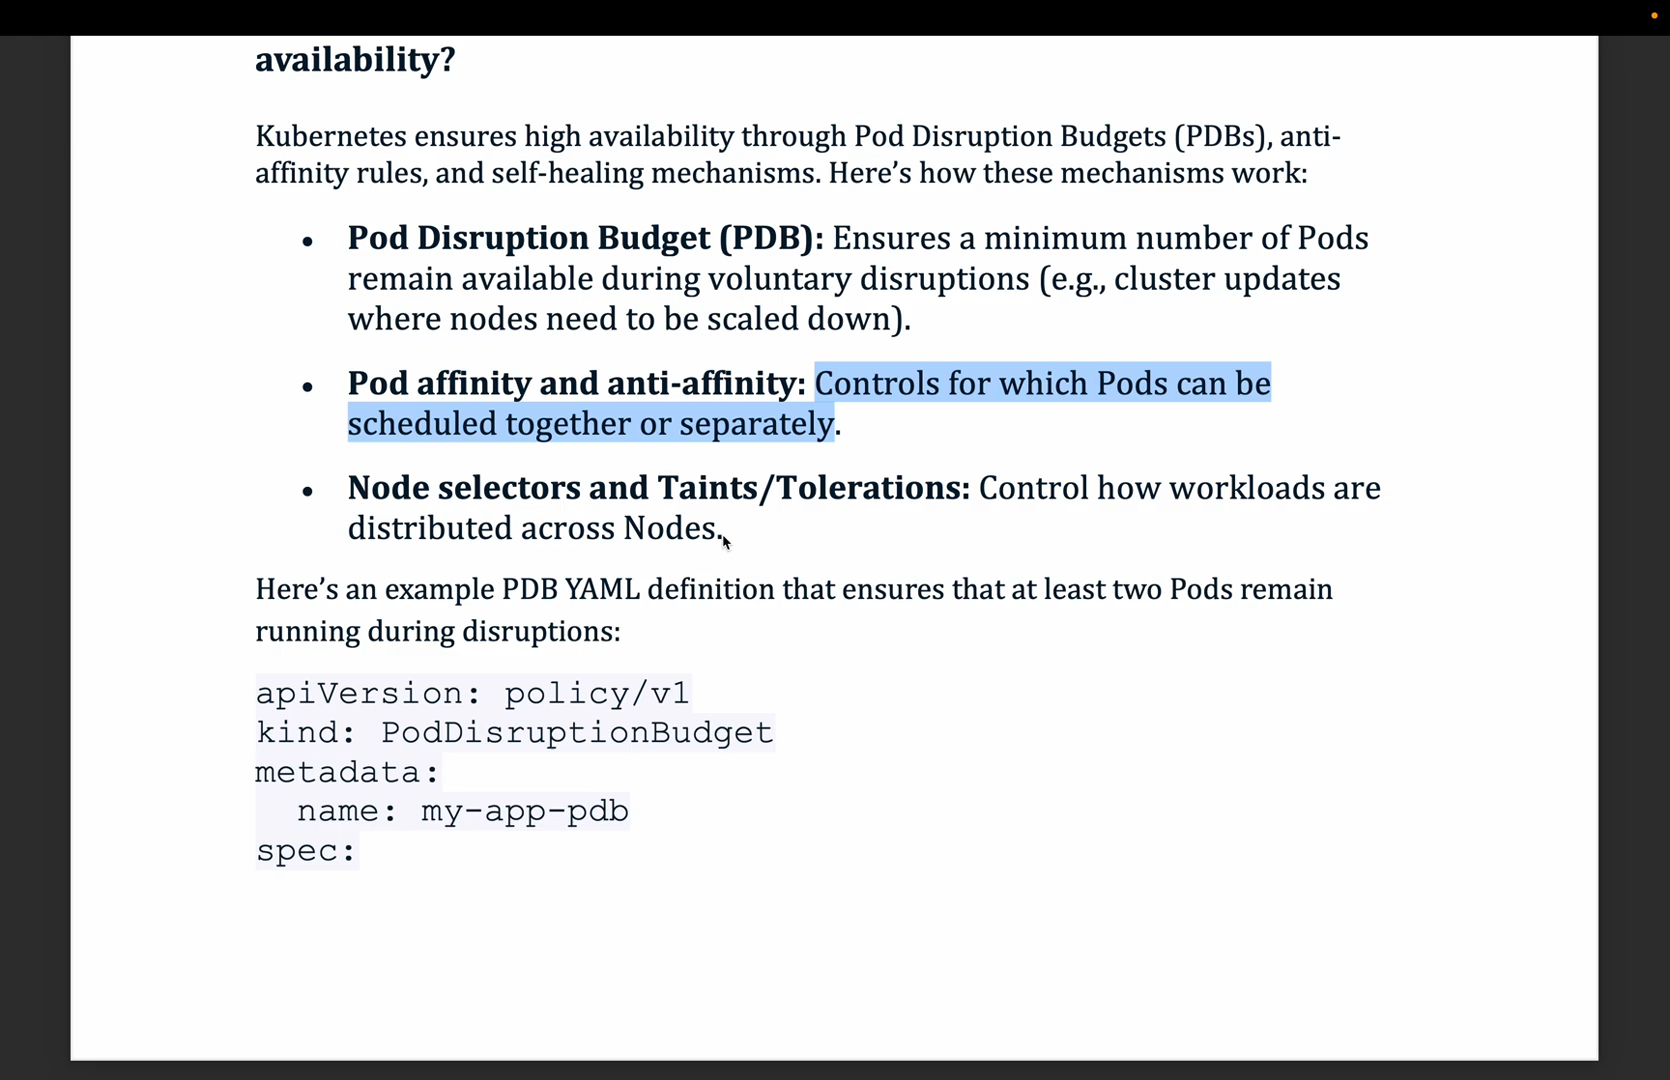 availability?
Kubernetes ensures high availability through Pod Disruption Budgets (PDBs), anti-
affinity rules, and self-healing mechanisms. Here’s how these mechanisms work:
• Pod Disruption Budget (PDB): Ensures a minimum number of Pods
remain available during voluntary disruptions (e.g., cluster updates
where nodes need to be scaled down).
• Pod affinity and anti-affinity: Controls for which Pods can be
scheduled together or separately.
• Node selectors and Taints/Tolerations: Control how workloads are
distributed across Nodes.
Here’s an example PDB YAML definition that ensures that at least two Pods remain
running during disruptions:
apiVersion: policy/v1
kind: PodDisruptionBudget
metadata:
  name: my-app-pdb
spec: